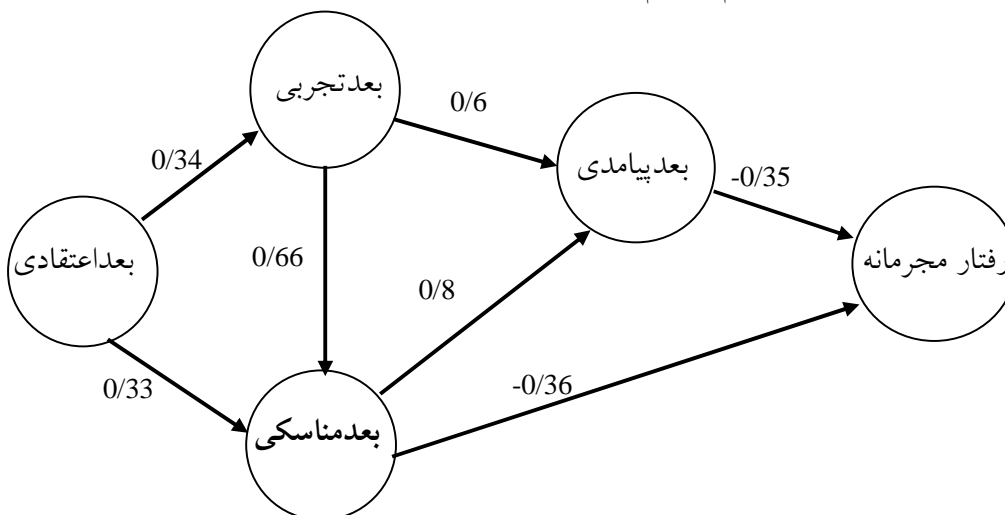 بعدتجربی
0/6
بعدپیامدی
-0/35
0/34
بعداعتقادی
0/66
رفتار مجرمانه
0/8
0/33
-0/36
بعدمناسکی